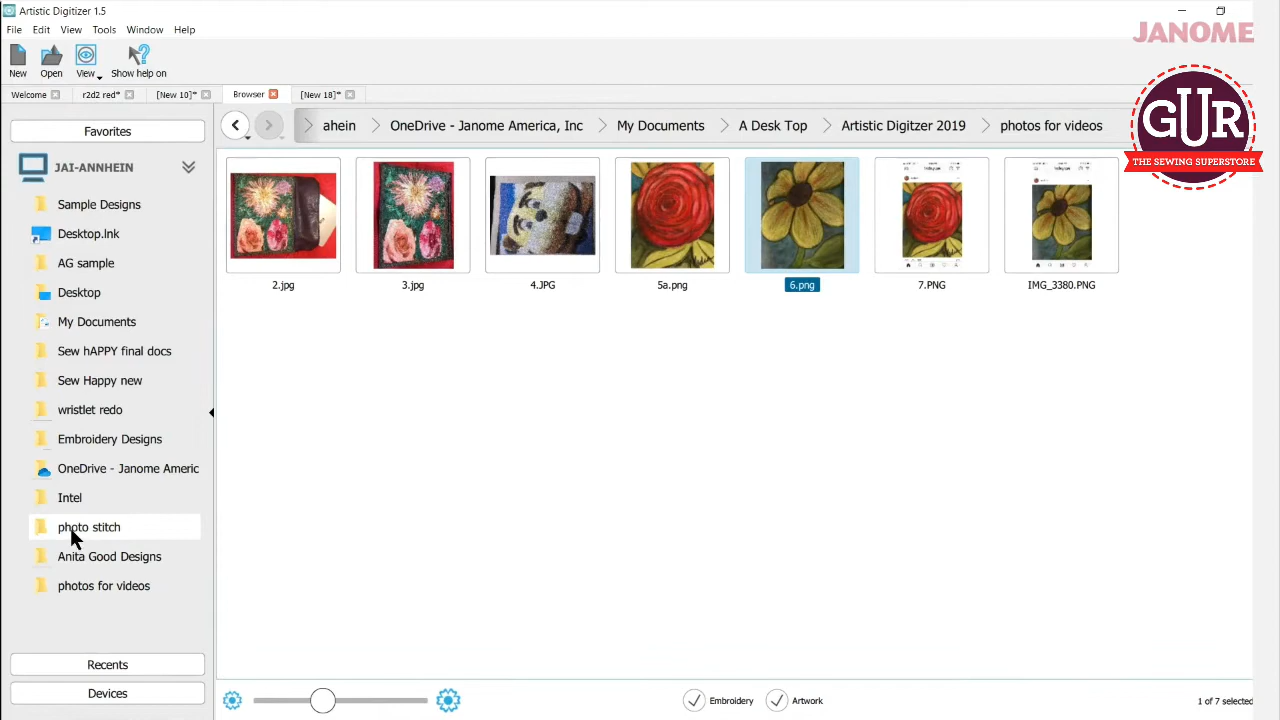 Artistic Digitizer 1.5
File Edit View Tools Window Help
JANOME
New Open View Show help on
Welcome r2d2 red* [New 10]* Browser [New 18]*
GUR
THE SEWING SUPERSTORE
Favorites
ahein OneDrive - Janome America, Inc My Documents A Desk Top Artistic Digitzer 2019 photos for videos
JAI-ANNHEIN
Sample Designs
Desktop.lnk
AG sample
Desktop
My Documents
Sew hAPPY final docs
Sew Happy new
wristlet redo
Embroidery Designs
OneDrive - Janome Americ
Intel
photo stitch
Anita Good Designs
photos for videos
2.jpg 3.jpg 4.JPG 5a.png 6.png 7.PNG IMG_3380.PNG
Recents
Devices
Embroidery Artwork
1 of 7 selected